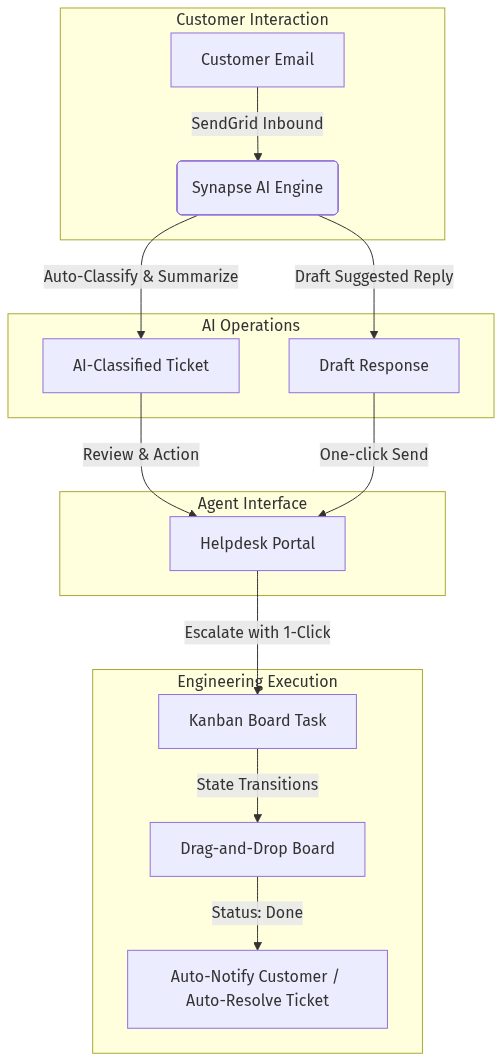 Customer Interaction
Customer Email
SendGrid Inbound
Synapse AI Engine
Auto-Classify & Summarize
Draft Suggested Reply
AI Operations
AI-Classified Ticket
Draft Response
Review & Action
One-click Send
Agent Interface
Helpdesk Portal
Escalate with 1-Click
Engineering Execution
Kanban Board Task
State Transitions
Drag-and-Drop Board
Status: Done
Auto-Notify Customer /
Auto-Resolve Ticket